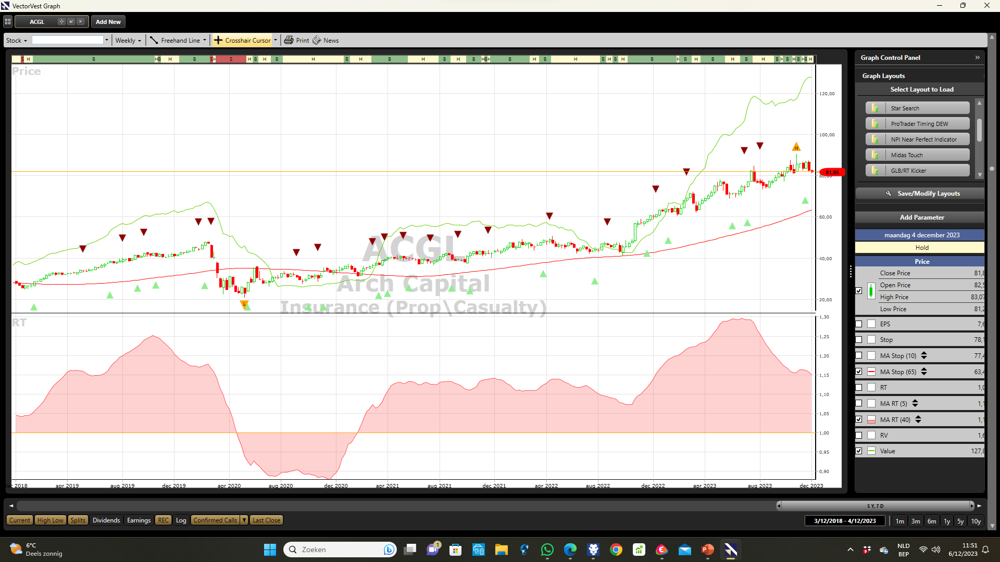 VectorVest Graph
ACGL
Add New
Stock
Weekly
Freehand Line
Crosshair Cursor
Print
News
S H B HB H B S H S H B H B H B H B H B H B HB H B H B H B H B H B H B H B H B H B H B H B H B H
Price
120,00
100,00
80,00
60,00
40,00
20,00
81,85
H
L
ACGL
Arch Capital
Insurance (Prop\Casualty)
RT
1,30
1,25
1,20
1,15
1,10
1,05
1,00
0,95
0,90
ec 2018 apr 2019 aug 2019 dec 2019 apr 2020 aug 2020 dec 2020 apr 2021 aug 2021 dec 2021 apr 2022 aug 2022 dec 2022 apr 2023 aug 2023 dec 2023
Graph Control Panel
Graph Layouts
Select Layout to Load
Star Search
ProTrader Timing DEW
NPI Near Perfect Indicator
Midas Touch
GLB/RT Kicker
Save/Modify Layouts
Add Parameter
maandag 4 december 2023
Hold
Price
Close Price 81,8
Open Price 82,5
High Price 83,07
Low Price 81,2
EPS 7,6
Stop 78,1
MA Stop (10) 77,4
MA Stop (65) 63,4
RT 1,0
MA RT (5) 1,1
MA RT (40) 1,1
RV 1,6
Value 127,8
5 Y, 7 D
Current
High Low
Splits
Dividends
Earnings
REC
Log
Confirmed Calls
Last Close
3/12/2018 - 4/12/2023
1m
3m
6m
1y
5y
10y
6°C
Deels zonnig
Zoeken
1
9
NLD
BEP
11:51
6/12/2023